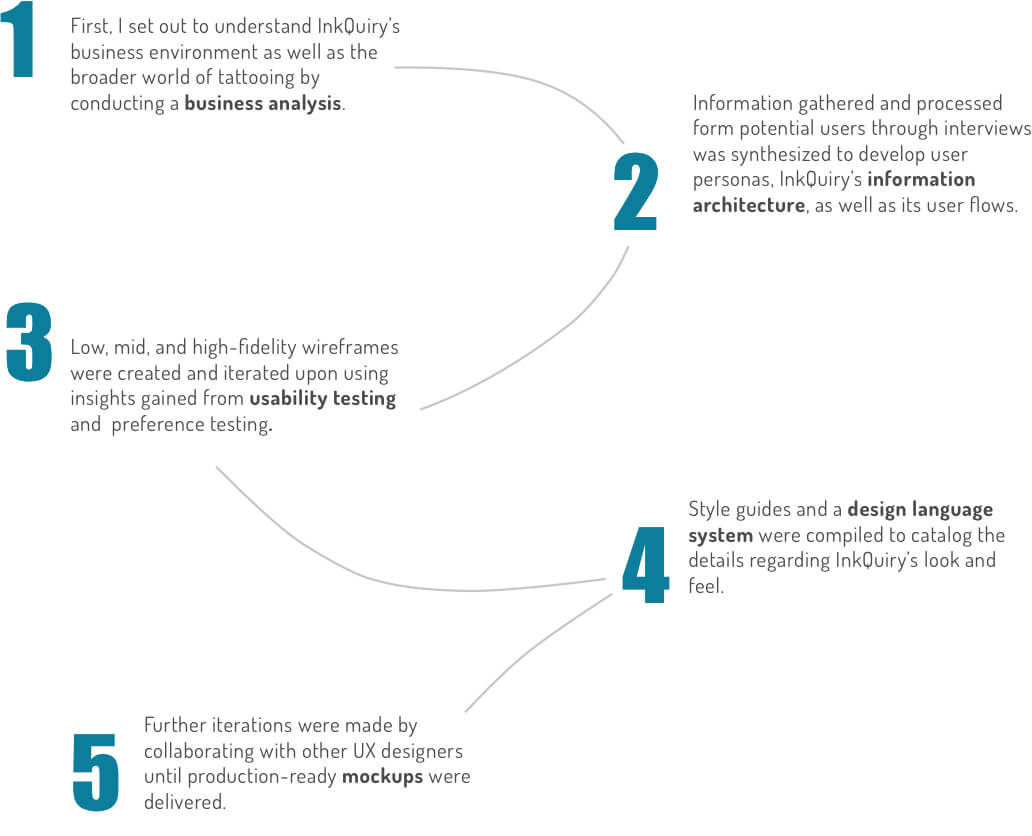 1
First, I set out to understand InkQuiry's
business environment as well as the
broader world of tattooing by
conducting a business analysis.
2
Information gathered and processed
form potential users through interviews
was synthesized to develop user
personas, InkQuiry's information
architecture, as well as its user flows.
3
Low, mid, and high-fidelity wireframes
were created and iterated upon using
insights gained from usability testing
and preference testing.
4
Style guides and a design language
system were compiled to catalog the
details regarding InkQuiry's look and
feel.
5
Further iterations were made by
collaborating with other UX designers
until production-ready mockups were
delivered.